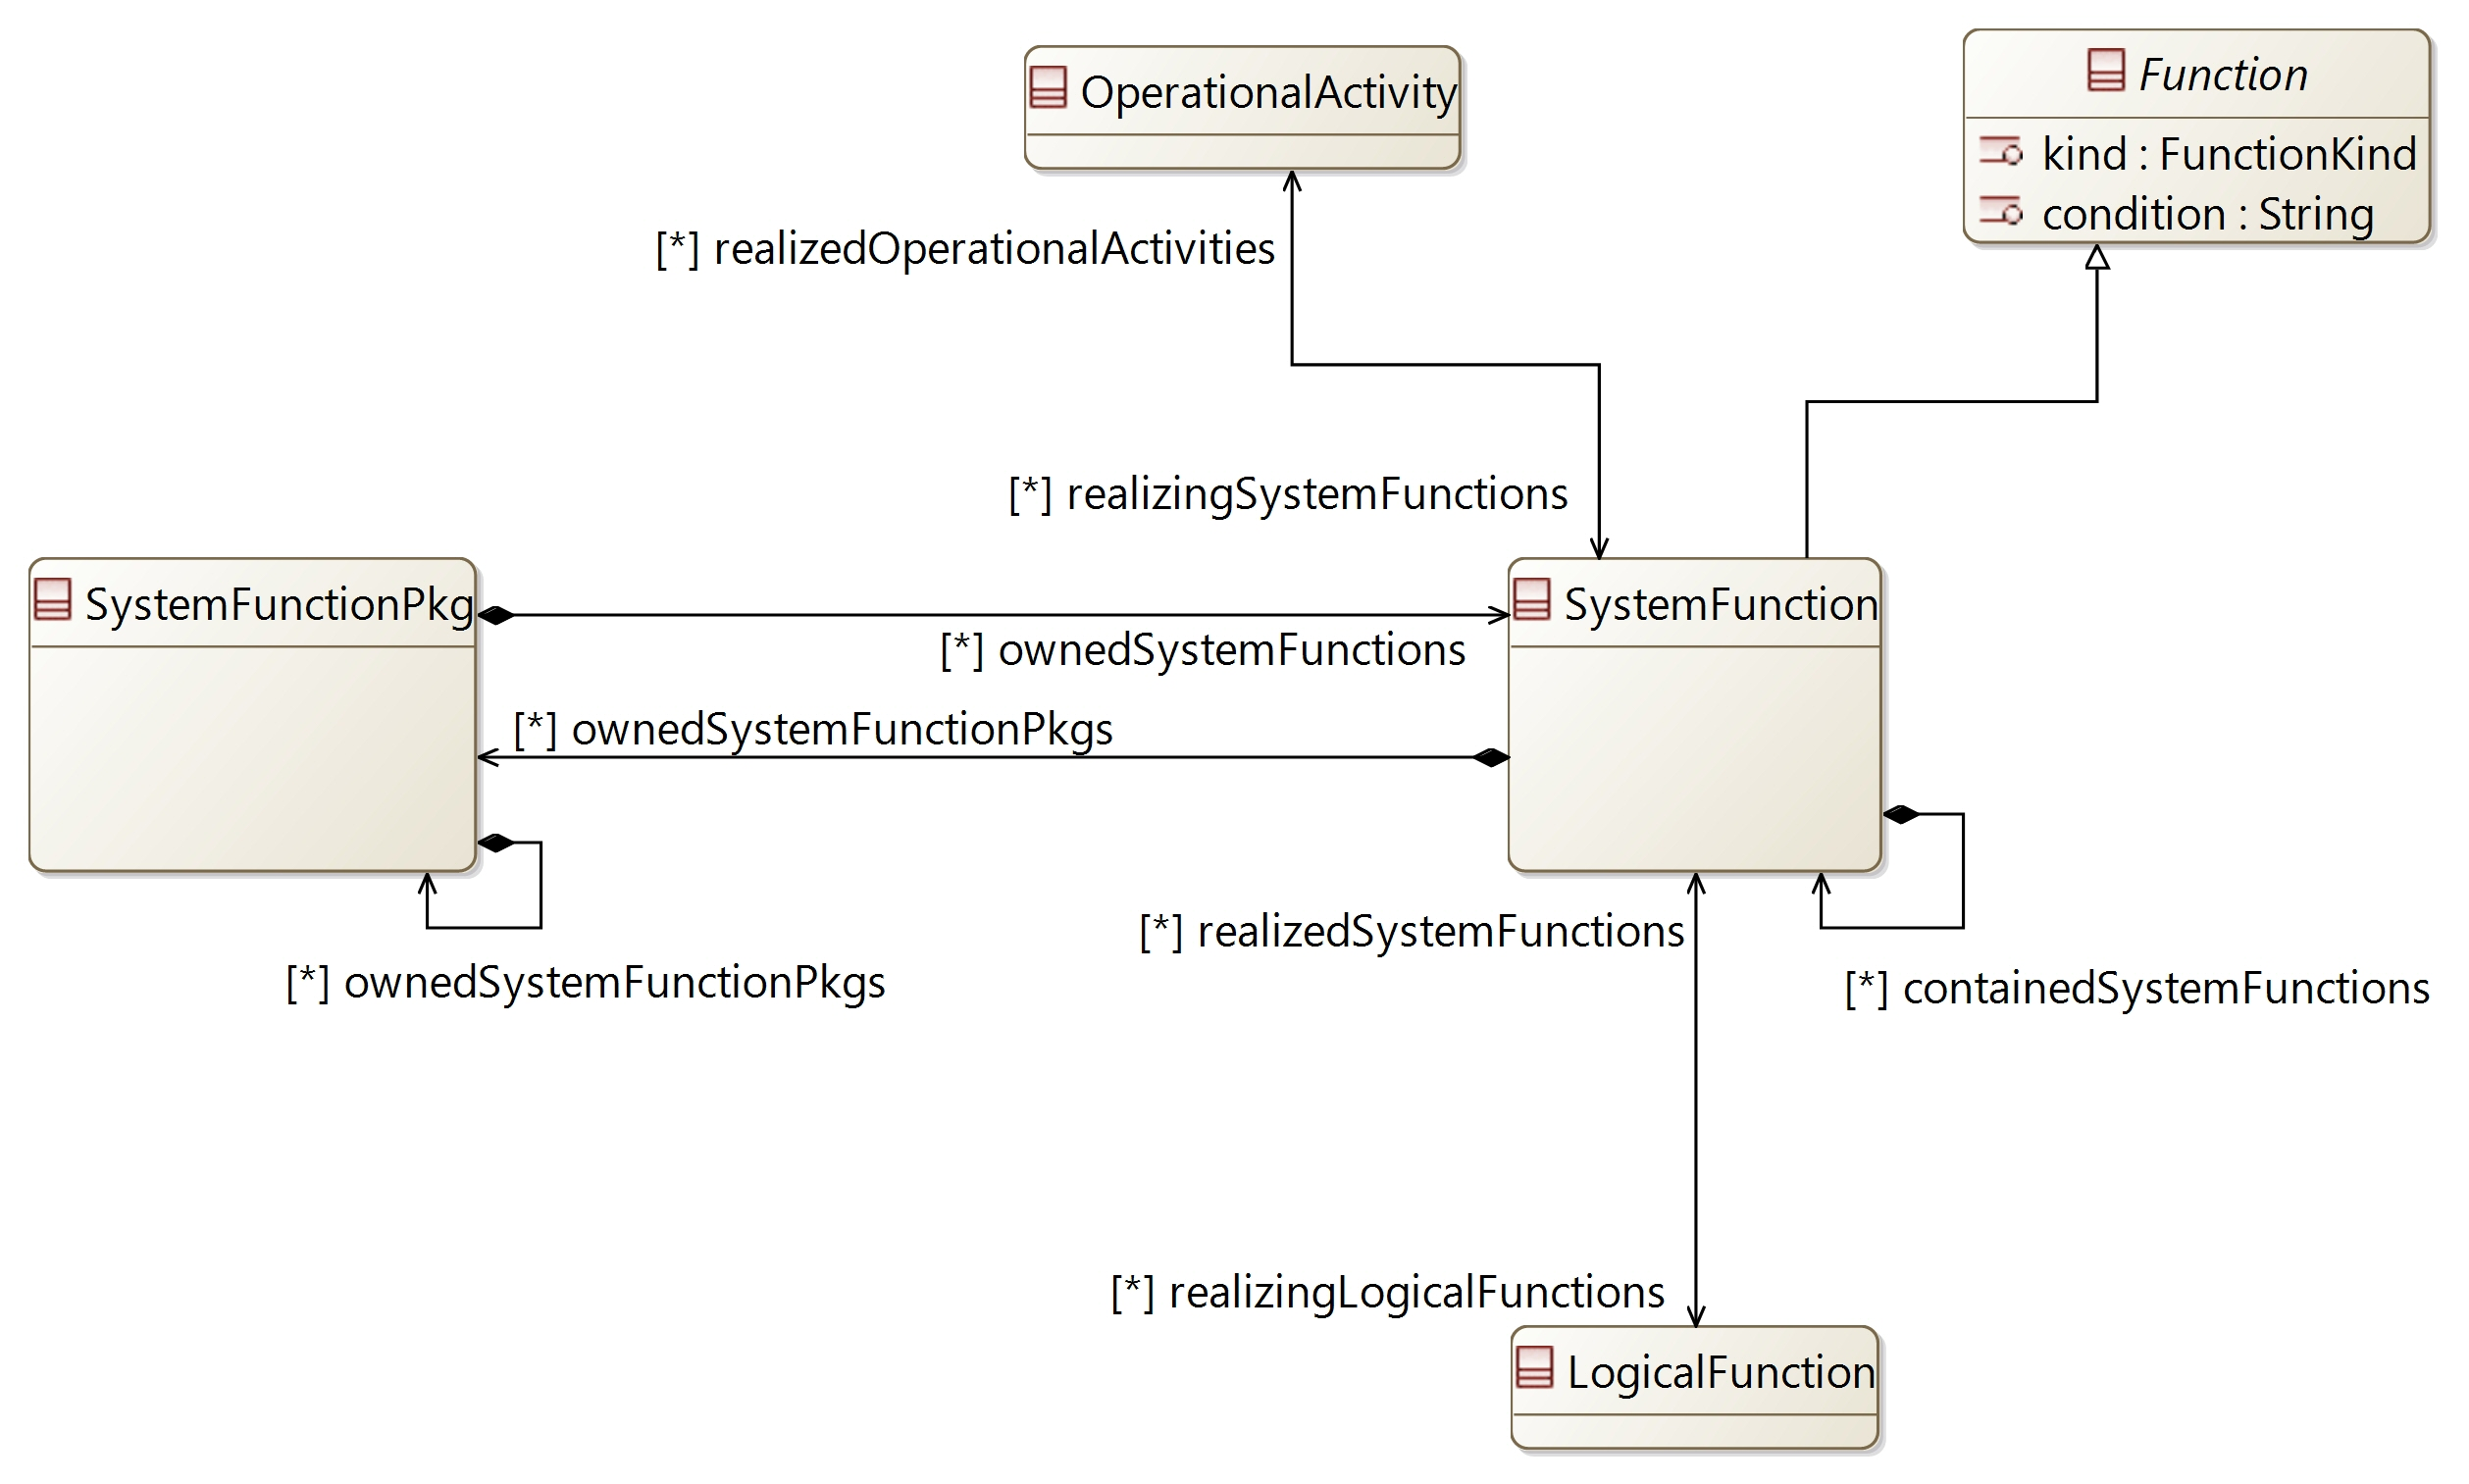 OperationalActivity
Function
kind : FunctionKind
condition : String
[*] realizedOperationalActivities
[*] realizingSystemFunctions
SystemFunctionPkg
SystemFunction
[*] ownedSystemFunctions
[*] ownedSystemFunctionPkgs
[*] realizedSystemFunctions
[*] ownedSystemFunctionPkgs
[*] containedSystemFunctions
[*] realizingLogicalFunctions
LogicalFunction